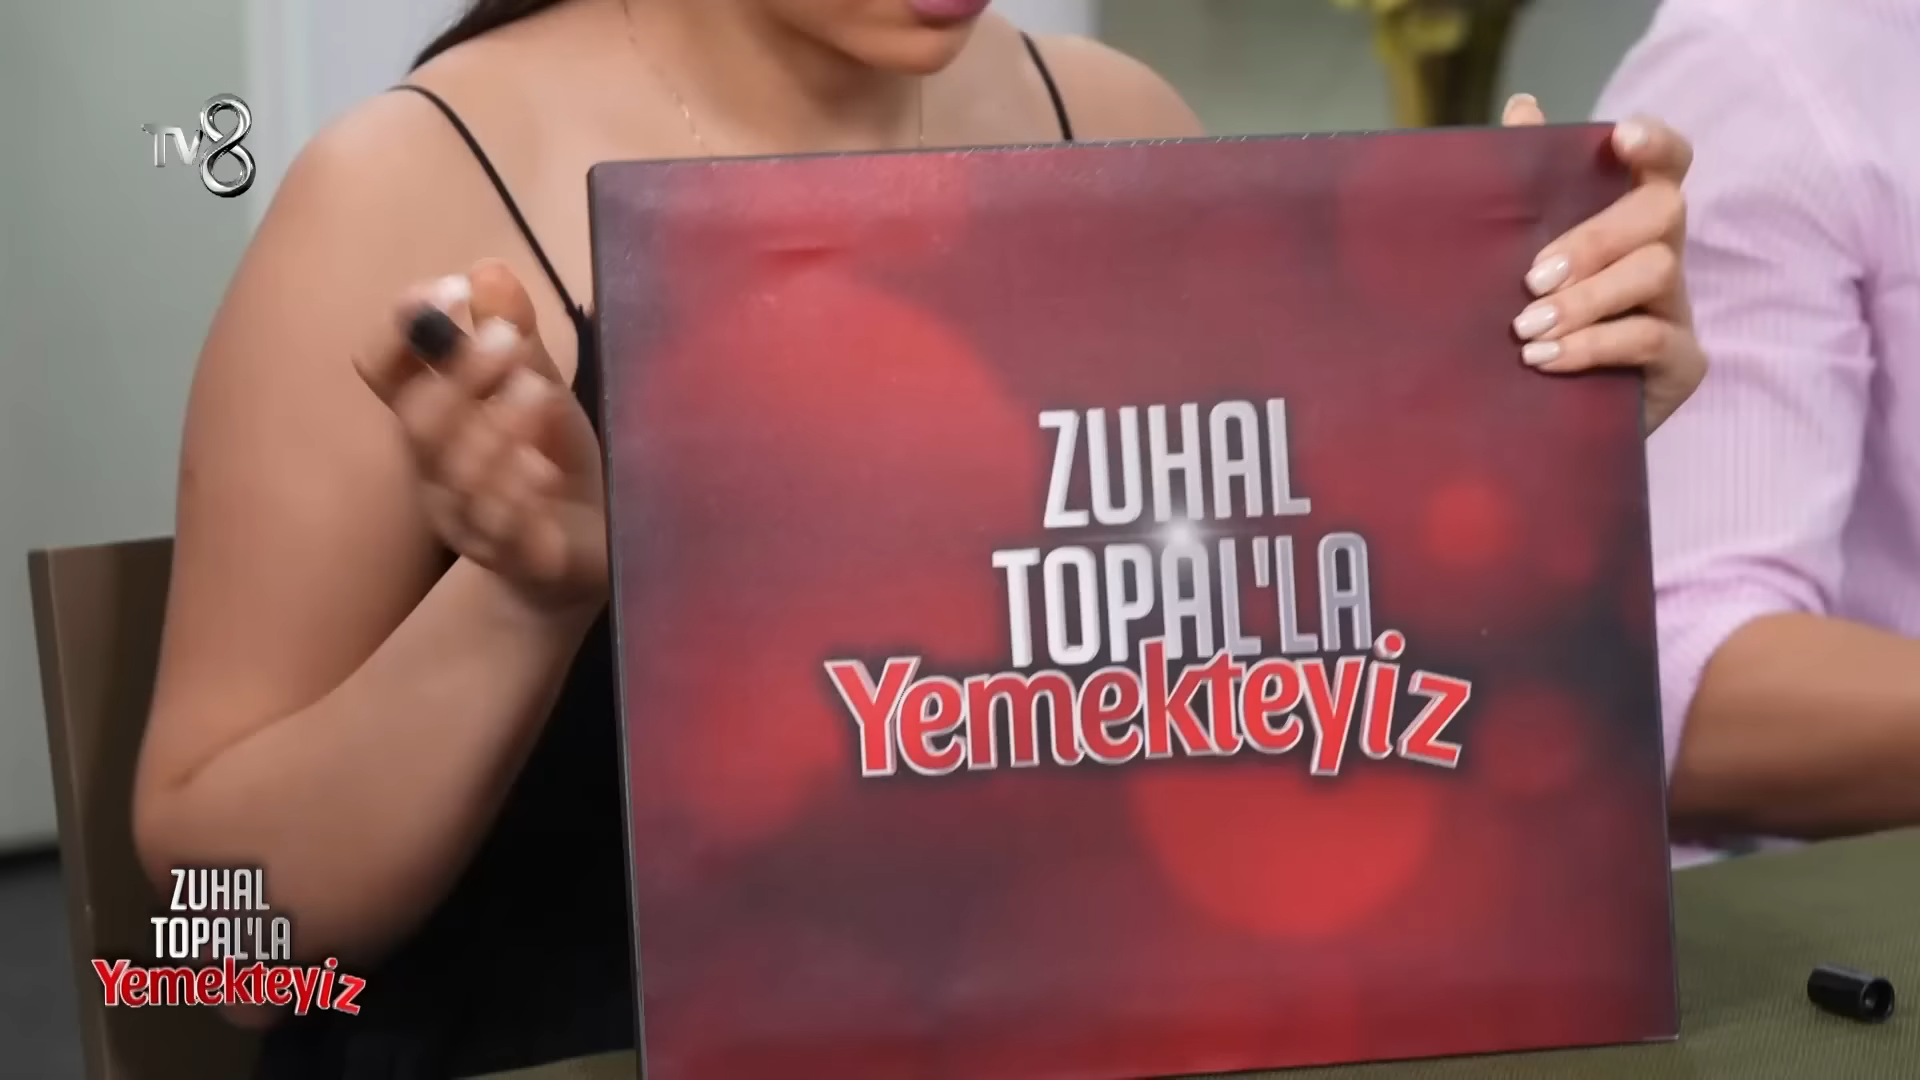 TV8
ZUHAL
TOPAL'LA
Yemekteyiz
ZUHAL
TOPAL'LA
Yemekteyiz